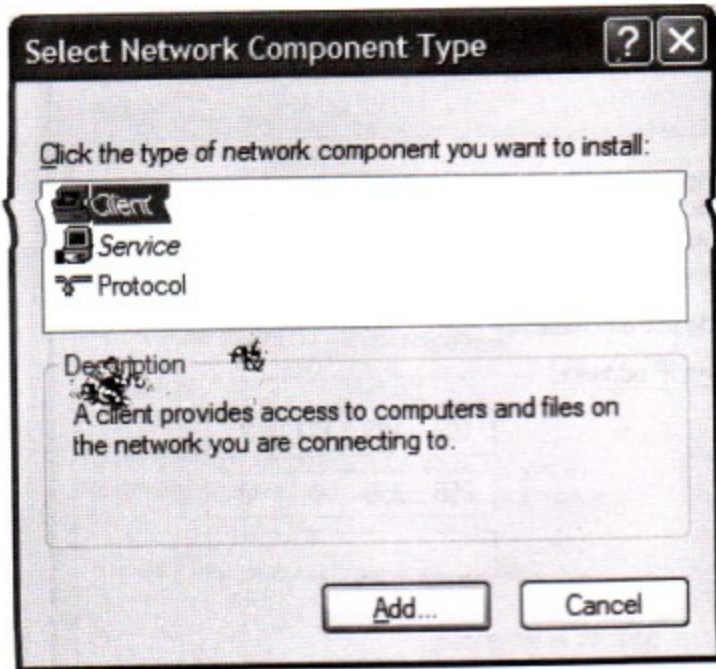 Select Network Component Type
Click the type of network component you want to install:
Client
Service
Protocol
Description
A client provides access to computers and files on
the network you are connecting to.
Add...
Cancel